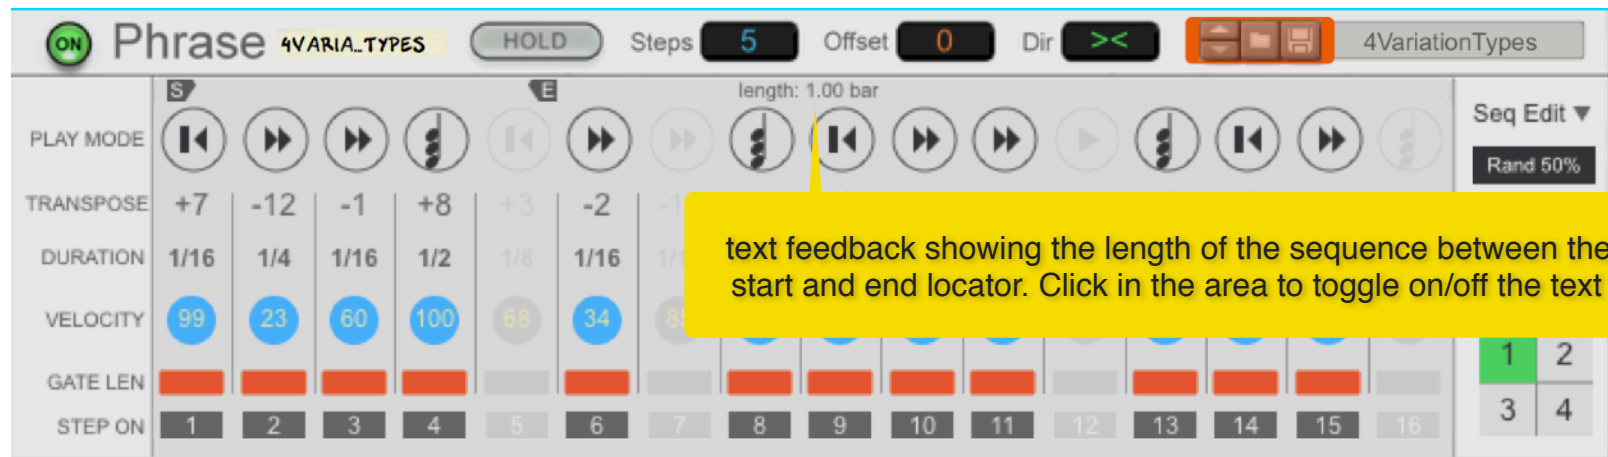 ON Phrase 4VARIA_TYPES HOLD Steps 5 Offset 0 Dir >< 4VariationTypes
S E length: 1.00 bar
PLAY MODE Seq Edit ▼
Rand 50%
TRANSPOSE +7 -12 -1 +8 +3 -2
text feedback showing the length of the sequence between the
DURATION 1/16 1/4 1/16 1/2 1/8 1/16
start and end locator. Click in the area to toggle on/off the text
VELOCITY 99 23 60 100 68 34
1 2
GATE LEN
3 4
STEP ON 1 2 3 4 5 6 7 8 9 10 11 12 13 14 15 16